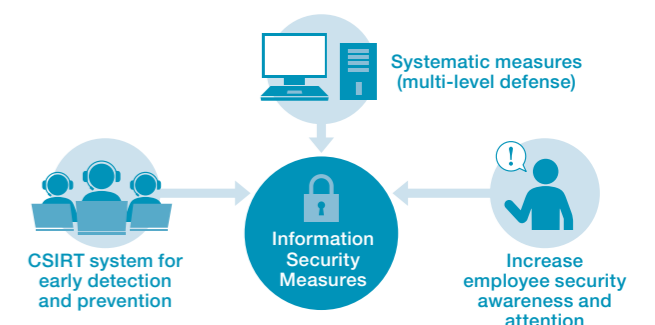 Systematic measures
(multi-level defense)
!
Information
Security
Measures
CSIRT system for
early detection
and prevention
Increase
employee security
awareness and
attention